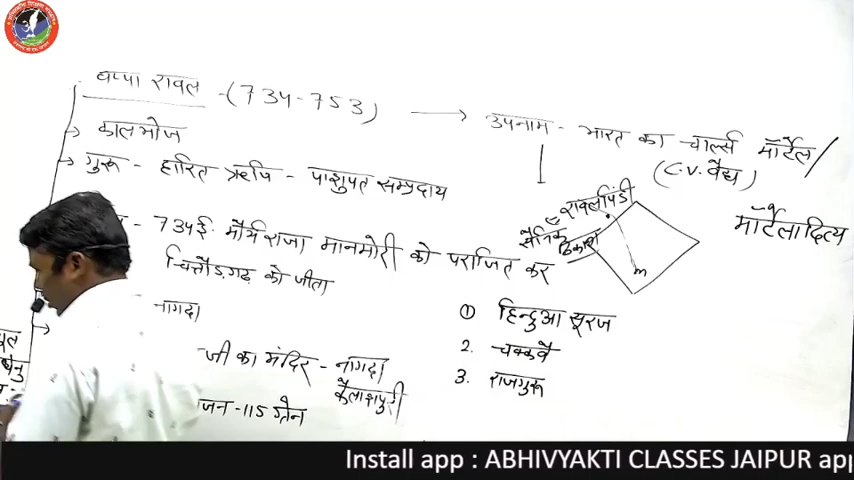 बप्पा रावल -(734-753) → उपनाम - भारत का चार्ल्स मॉर्टेल/
(C.V. वैद्य)
मॉर्टेलादित्य
→ कालभोज
→ गुरू - हारित ऋषि - पाशुपत सम्प्रदाय
रावलपिंडी
सैनिक
ठिकाना
m
- 734ई. मौर्य राजा मानमोरी को पराजित कर
चित्तौड़गढ़ को जीता
नागदा
जी का मंदिर - नागदा
कैलाशपुरी
जन - 115 ग्रेन
① हिन्दुआ सूरज
2. चक्कवै
3. राजगुरू
Install app : ABHIVYAKTI CLASSES JAIPUR app